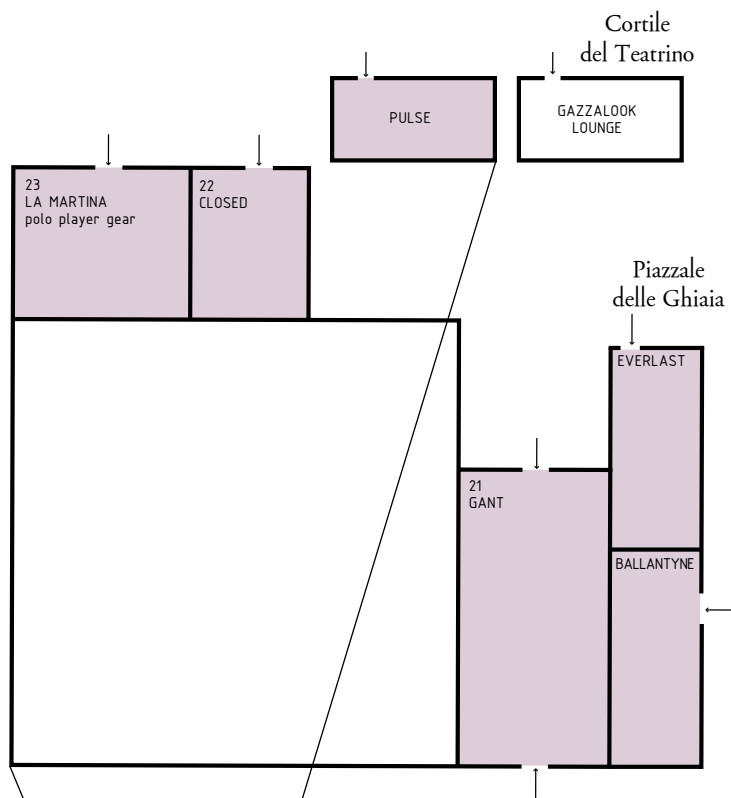 Cortile
del Teatrino
PULSE
GAZZALOOK
LOUNGE
23
LA MARTINA
polo player gear
22
CLOSED
Piazzale
delle Ghiaia
EVERLAST
21
GANT
BALLANTYNE